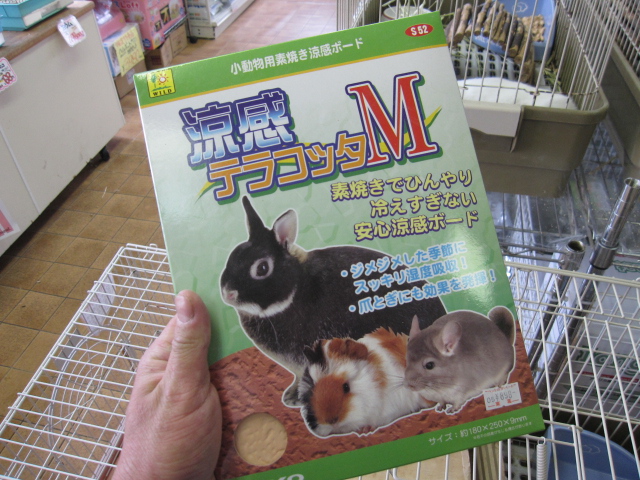 S 62
小動物用素焼き涼感ボード
WILD
涼感
テラコッタM
素焼きでひんやり
冷えすぎない
安心涼感ボード
・ジメジメした季節に
スッキリ湿度吸収!
・爪とぎにも効果を発揮!
サイズ:約160×250×9mm